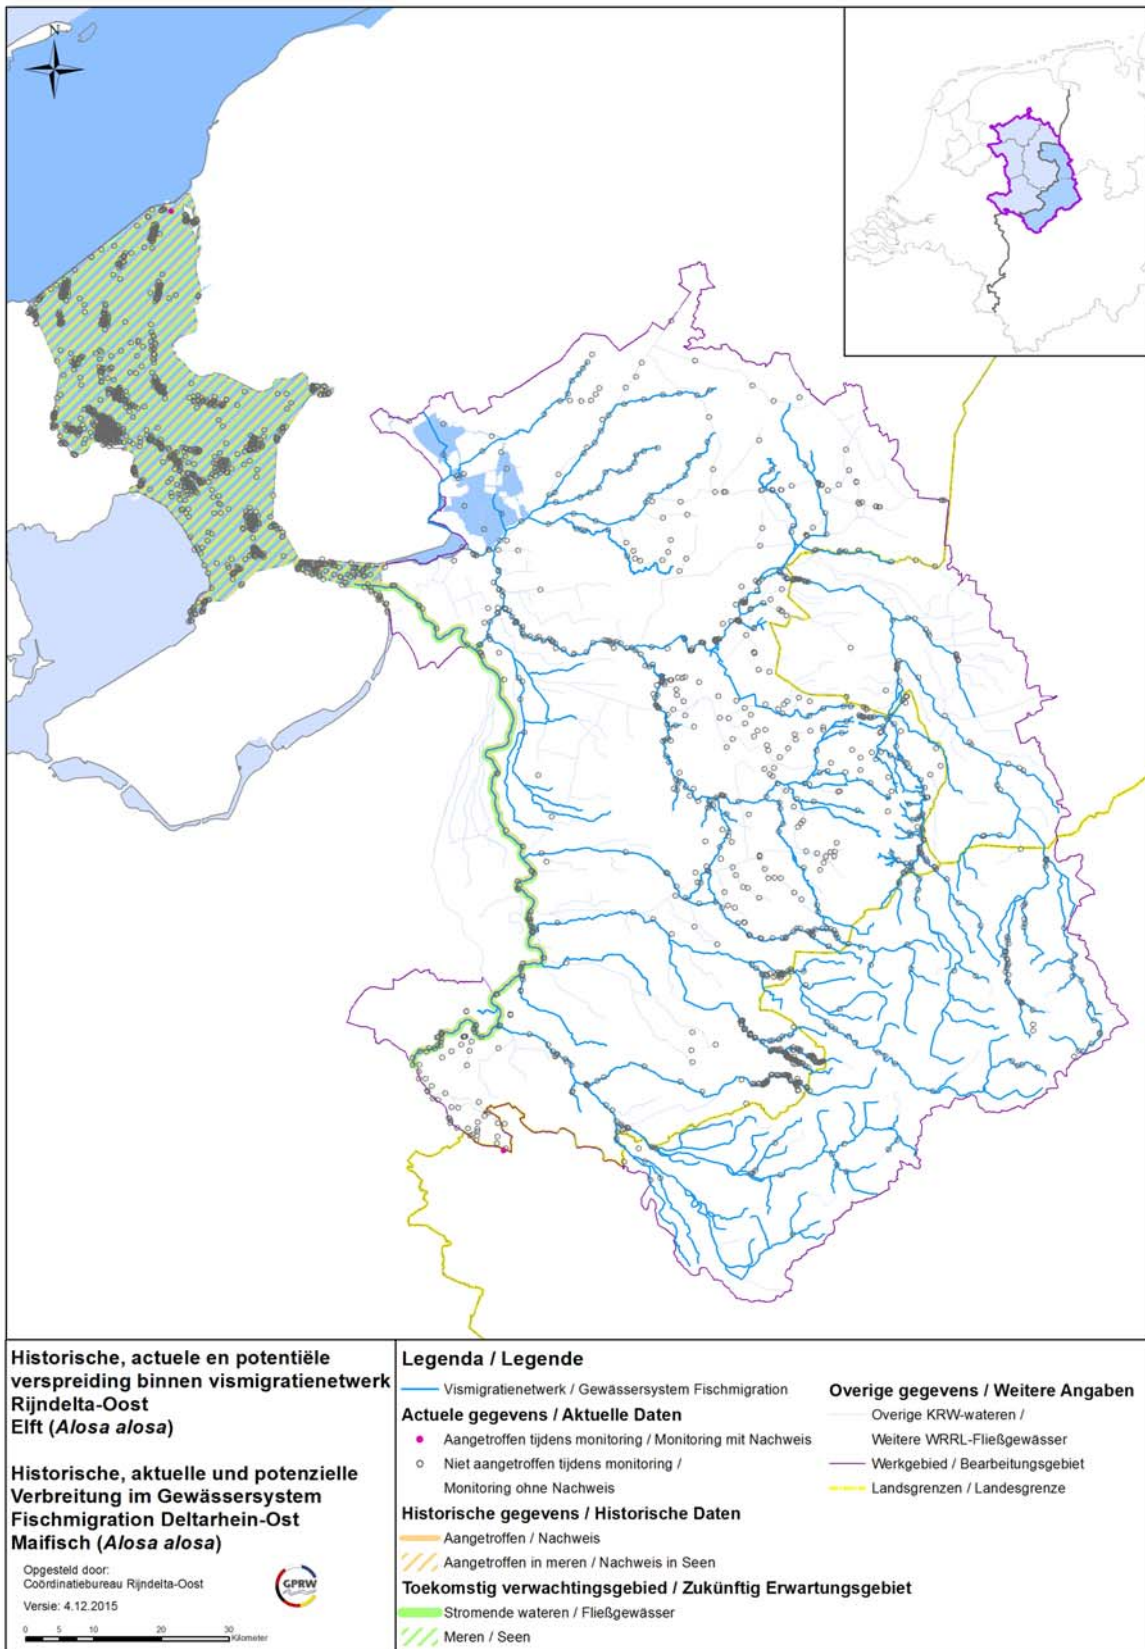 N
Historische, actuele en potentiële
verspreiding binnen vismigratienetwerk
Rijndelta-Oost
Elft (Alosa alosa)
Historische, aktuelle und potenzielle
Verbreitung im Gewässersystem
Fischmigration Deltarhein-Ost
Maifisch (Alosa alosa)
Opgesteld door:
Coördinatiebureau Rijndelta-Oost
Versie: 4.12.2015
GPRW
0 5 10 20 30
Kilometer
Legenda / Legende
Vismigratienetwerk / Gewässersystem Fischmigration
Actuele gegevens / Aktuelle Daten
Aangetroffen tijdens monitoring / Monitoring mit Nachweis
Niet aangetroffen tijdens monitoring /
Monitoring ohne Nachweis
Historische gegevens / Historische Daten
Aangetroffen / Nachweis
Aangetroffen in meren / Nachweis in Seen
Toekomstig verwachtingsgebied / Zukünftig Erwartungsgebiet
Stromende wateren / Fließgewässer
Meren / Seen
Overige gegevens / Weitere Angaben
Overige KRW-wateren /
Weitere WRRL-Fließgewässer
Werkgebied / Bearbeitungsgebiet
Landsgrenzen / Landesgrenze